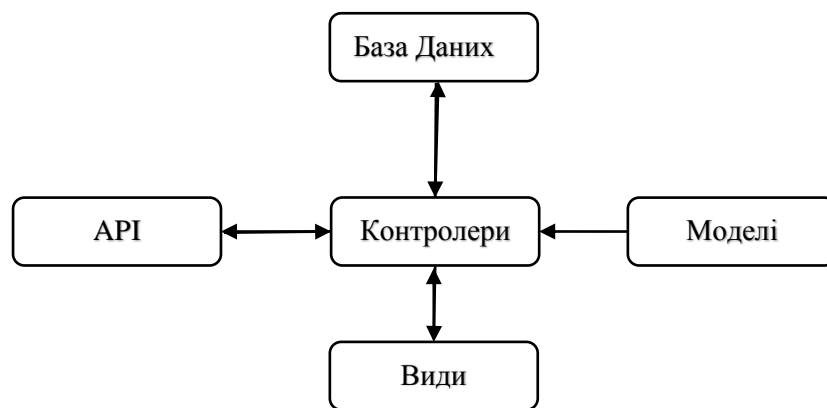 База Даних
API
Контролери
Моделі
Види